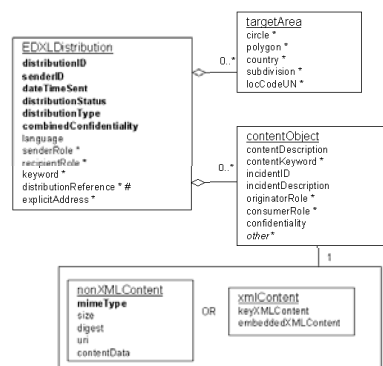 EDXLDistribution
distributionID
senderID
dateTimeSent
distributionStatus
distributionType
combinedConfidentiality
language
senderRole *
recipientRole *
keyword *
distributionReference * #
explicitAddress *
0..*
targetArea
circle *
polygon *
country *
subdivision *
locCodeUN *
0..*
contentObject
contentDescription
contentKeyword *
incidentID
incidentDescription
originatorRole *
consumerRole *
confidentiality
other *
1
nonXMLContent
mimeType
size
digest
uri
contentData
OR
xmlContent
keyXMLContent
embeddedXMLContent